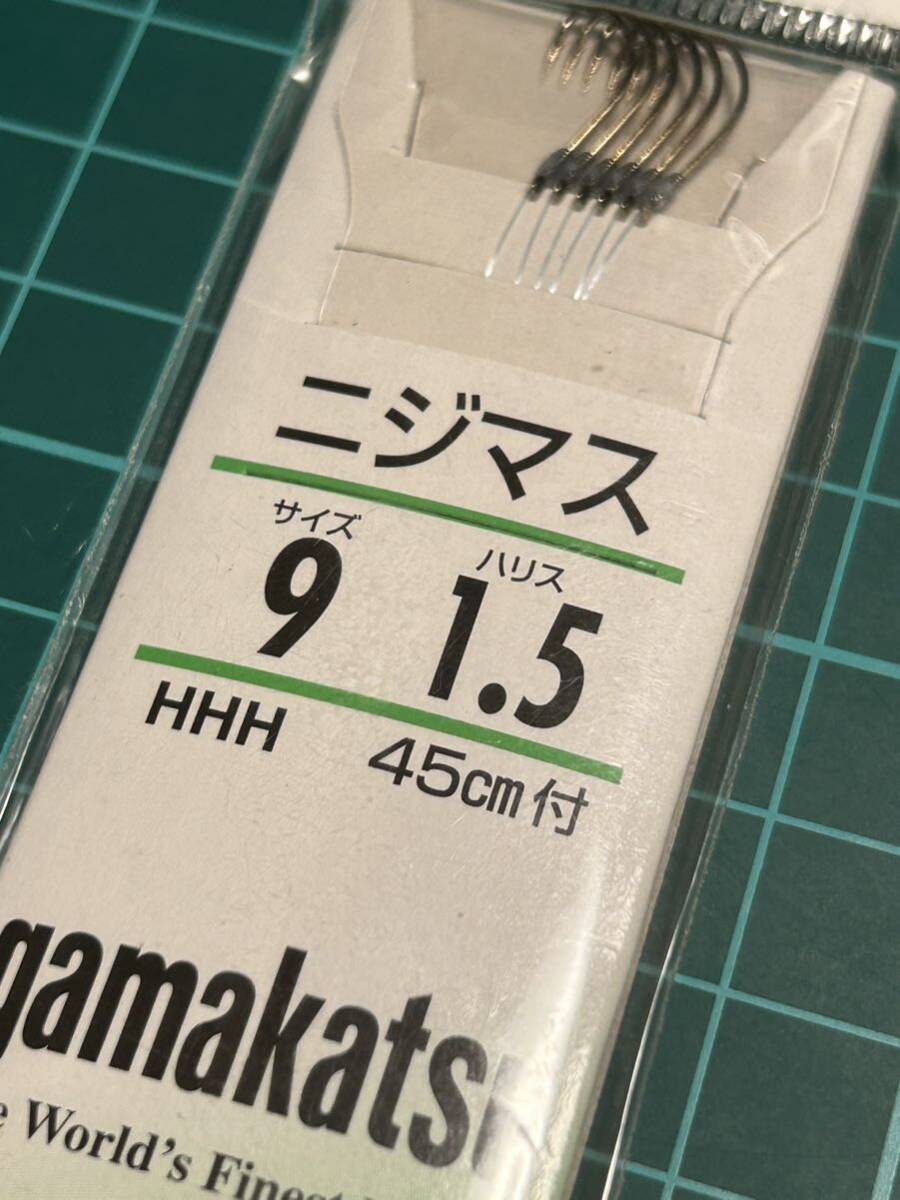 ニジマス
サイズ ハリス
9 1.5
HHH 45cm付
gamakatsu
World's Finest